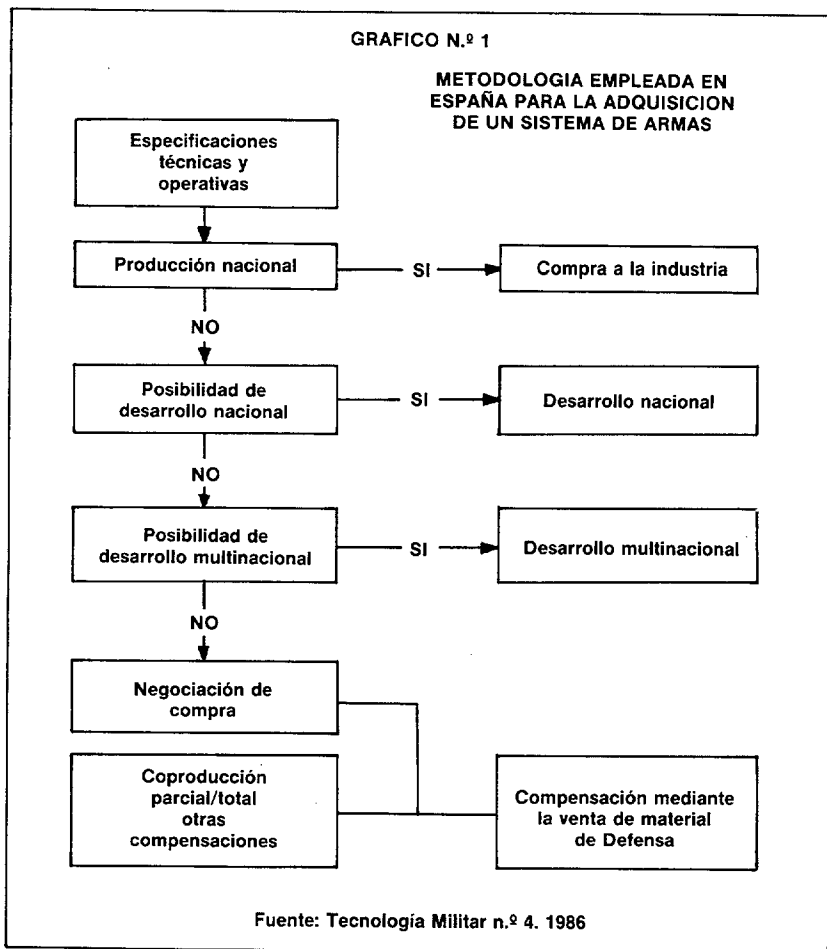 GRAFICO N.º 1
METODOLOGIA EMPLEADA EN
ESPAÑA PARA LA ADQUISICION
DE UN SISTEMA DE ARMAS
Especificaciones
técnicas y
operativas
Producción nacional
SI
Compra a la industria
NO
Posibilidad de
desarrollo nacional
SI
Desarrollo nacional
NO
Posibilidad de
desarrollo multinacional
SI
Desarrollo multinacional
NO
Negociación de
compra
Coproducción
parcial/total
otras
compensaciones
Compensación mediante
la venta de material
de Defensa
Fuente: Tecnología Militar n.º 4. 1986